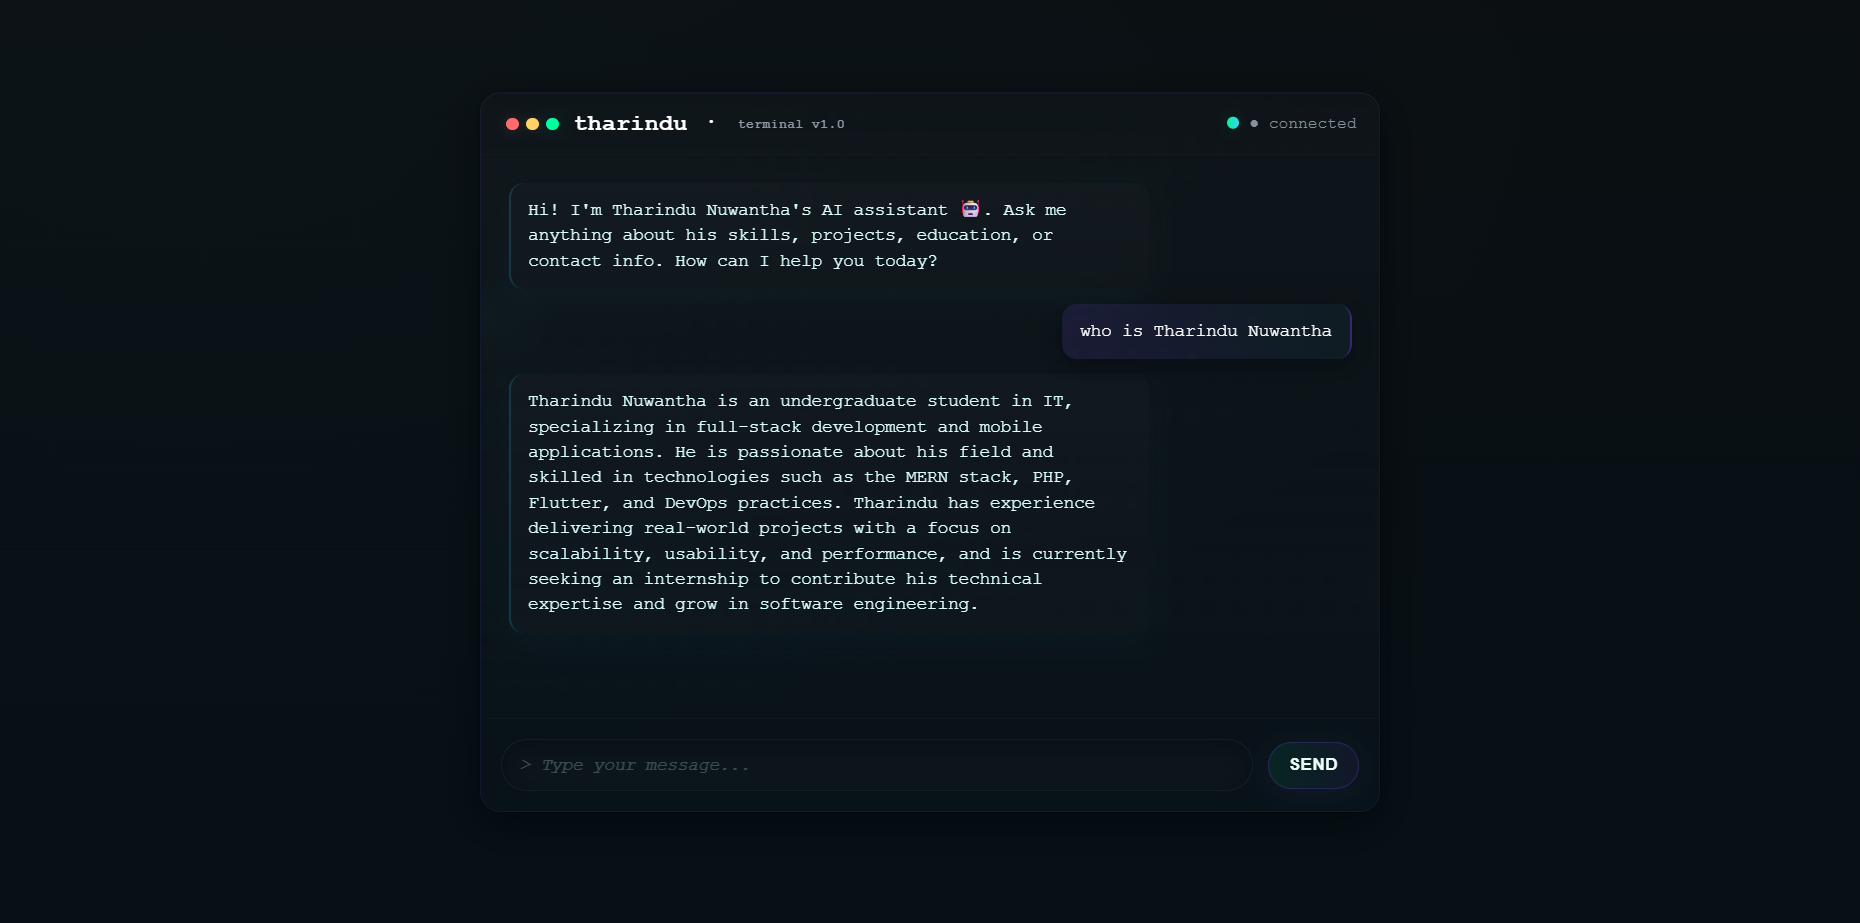 tharindu · terminal v1.0 ● connected
Hi! I'm Tharindu Nuwantha's AI assistant 🤖. Ask me
anything about his skills, projects, education, or
contact info. How can I help you today?
who is Tharindu Nuwantha
Tharindu Nuwantha is an undergraduate student in IT,
specializing in full-stack development and mobile
applications. He is passionate about his field and
skilled in technologies such as the MERN stack, PHP,
Flutter, and DevOps practices. Tharindu has experience
delivering real-world projects with a focus on
scalability, usability, and performance, and is currently
seeking an internship to contribute his technical
expertise and grow in software engineering.
> Type your message... SEND